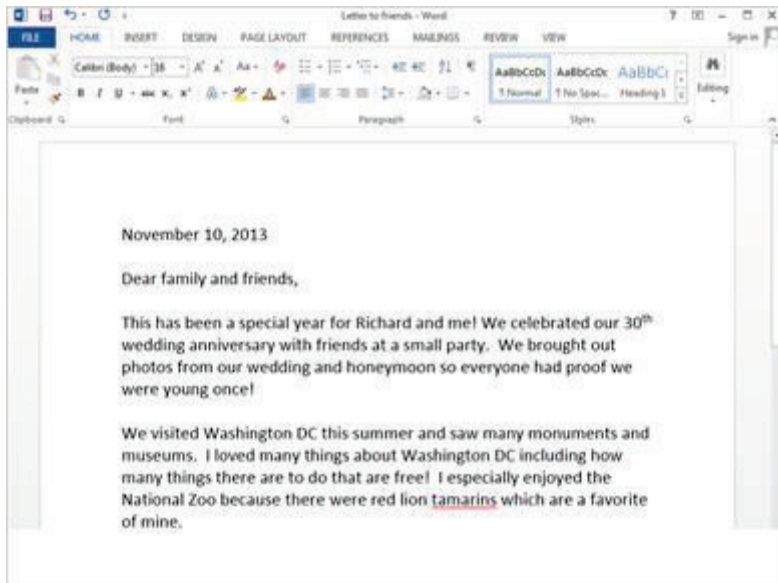 Letter to friends - Word
FILE HOME INSERT DESIGN PAGE LAYOUT REFERENCES MAILINGS REVIEW VIEW Sign in
Calibri (Body) 16 A A Aa
AaBbCcDc AaBbCcDc AaBbC
Paste B I U abc x, x² A
¶ Normal ¶ No Spac... Heading 1 Editing
Clipboard Font Paragraph Styles
November 10, 2013
Dear family and friends,
This has been a special year for Richard and me! We celebrated our 30th
wedding anniversary with friends at a small party. We brought out
photos from our wedding and honeymoon so everyone had proof we
were young once!
We visited Washington DC this summer and saw many monuments and
museums. I loved many things about Washington DC including how
many things there are to do that are free! I especially enjoyed the
National Zoo because there were red lion tamarins which are a favorite
of mine.